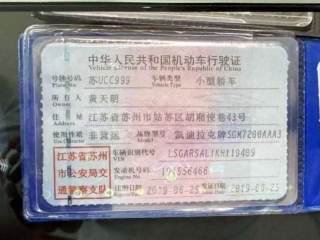 中华人民共和国机动车行驶证
Vehicle License of the People's Republic of China
号牌号码 苏UCC999 车辆类型 小型轿车
Plate No. Vehicle Type
所有人 黄天明
Owner
住址 江苏省苏州市姑苏区胡厢使巷43号
Address
使用性质 非营运 品牌型号 凯迪拉克牌SGM7200AAA3
江苏省苏州
市公安局交
通警察支队
车辆识别代号 LSGAR5AL1KH119489
VIN
发动机号码
Engine No.
注册日期 2019-06-25 2019-06-25